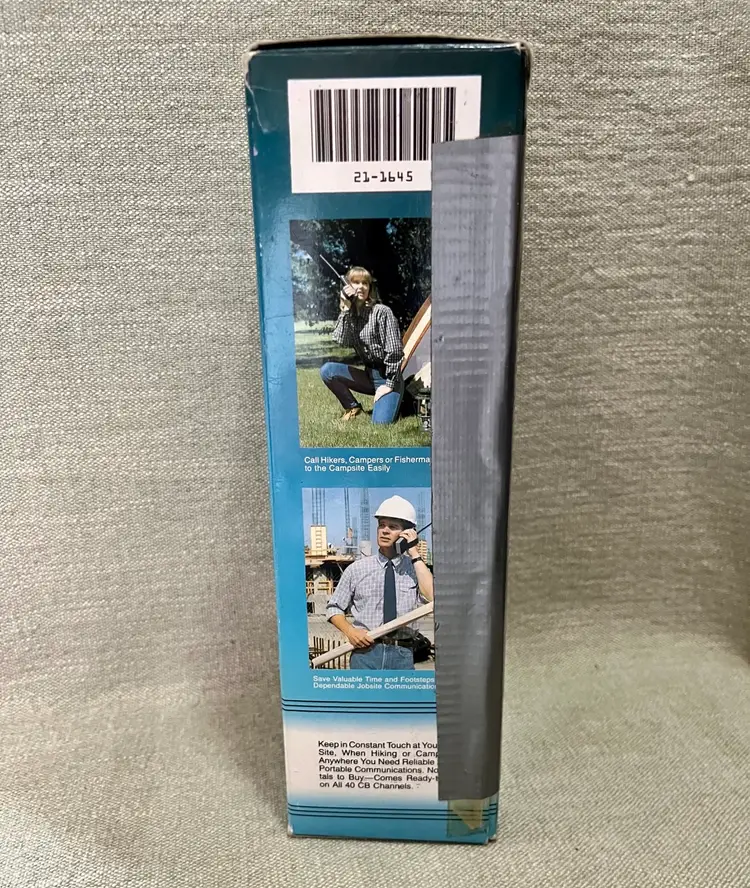 21-1645
Call Hikers, Campers or Fisherma
to the Campsite Easily
Save Valuable Time and Footsteps
Dependable Jobsite Communicatio
Keep in Constant Touch at You
Site, When Hiking or Camp
Anywhere You Need Reliable
Portable Communications. No
tals to Buy—Comes Ready-
on All 40 CB Channels.